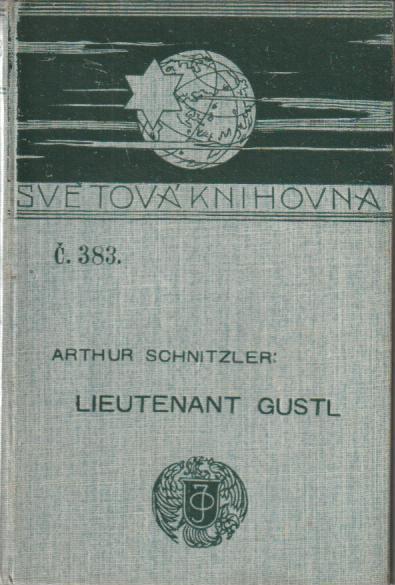 SVĚTOVÁ KNIHOVNA
Č. 383.
ARTHUR SCHNITZLER:
LIEUTENANT GUSTL